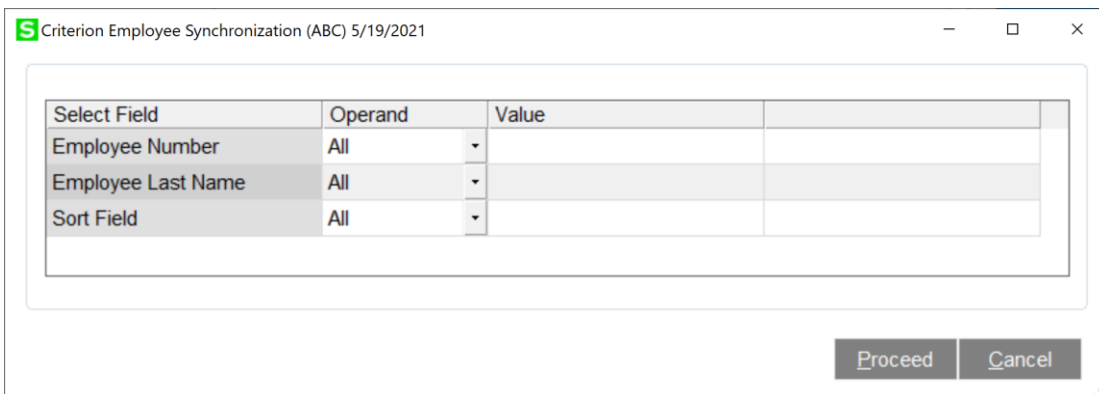 S Criterion Employee Synchronization (ABC) 5/19/2021
Select Field Operand Value
Employee Number All
Employee Last Name All
Sort Field All
Proceed Cancel